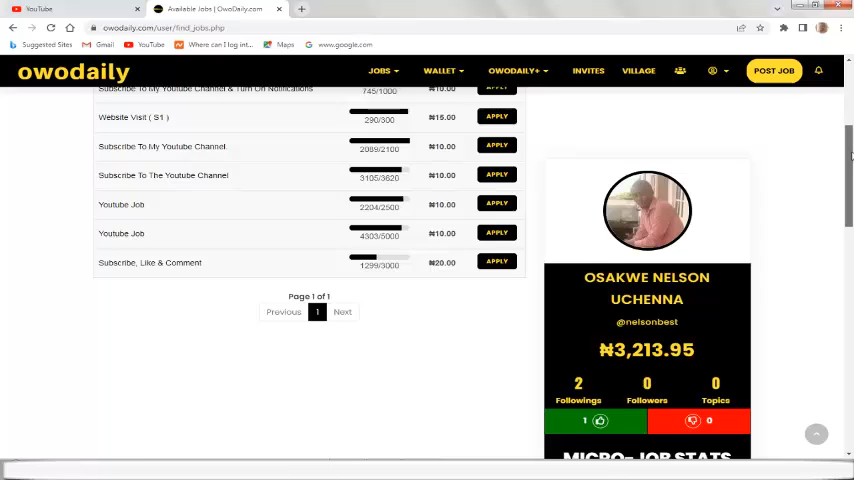 YouTube
Available Jobs | OwoDaily.com
owodaily.com/user/find_jobs.php
Suggested Sites
Gmail
YouTube
Where can I log int...
Maps
www.google.com
owodaily
JOBS
WALLET
OWODAILY+
INVITES
VILLAGE
POST JOB
Subscribe To My Youtube Channel & Turn On Notifications
745/1000
₦10.00
APPLY
Website Visit ( S1 )
290/300
₦15.00
APPLY
Subscribe To My Youtube Channel.
2089/2100
₦10.00
APPLY
Subscribe To The Youtube Channel
3105/3620
₦10.00
APPLY
Youtube Job
2204/2500
₦10.00
APPLY
Youtube Job
4303/5000
₦10.00
APPLY
Subscribe, Like & Comment
1299/3000
₦20.00
APPLY
Page 1 of 1
Previous
1
Next
OSAKWE NELSON
UCHENNA
@nelsonbest
₦3,213.95
2
0
0
Followings
Followers
Topics
1
0
MICRO-JOB STATS